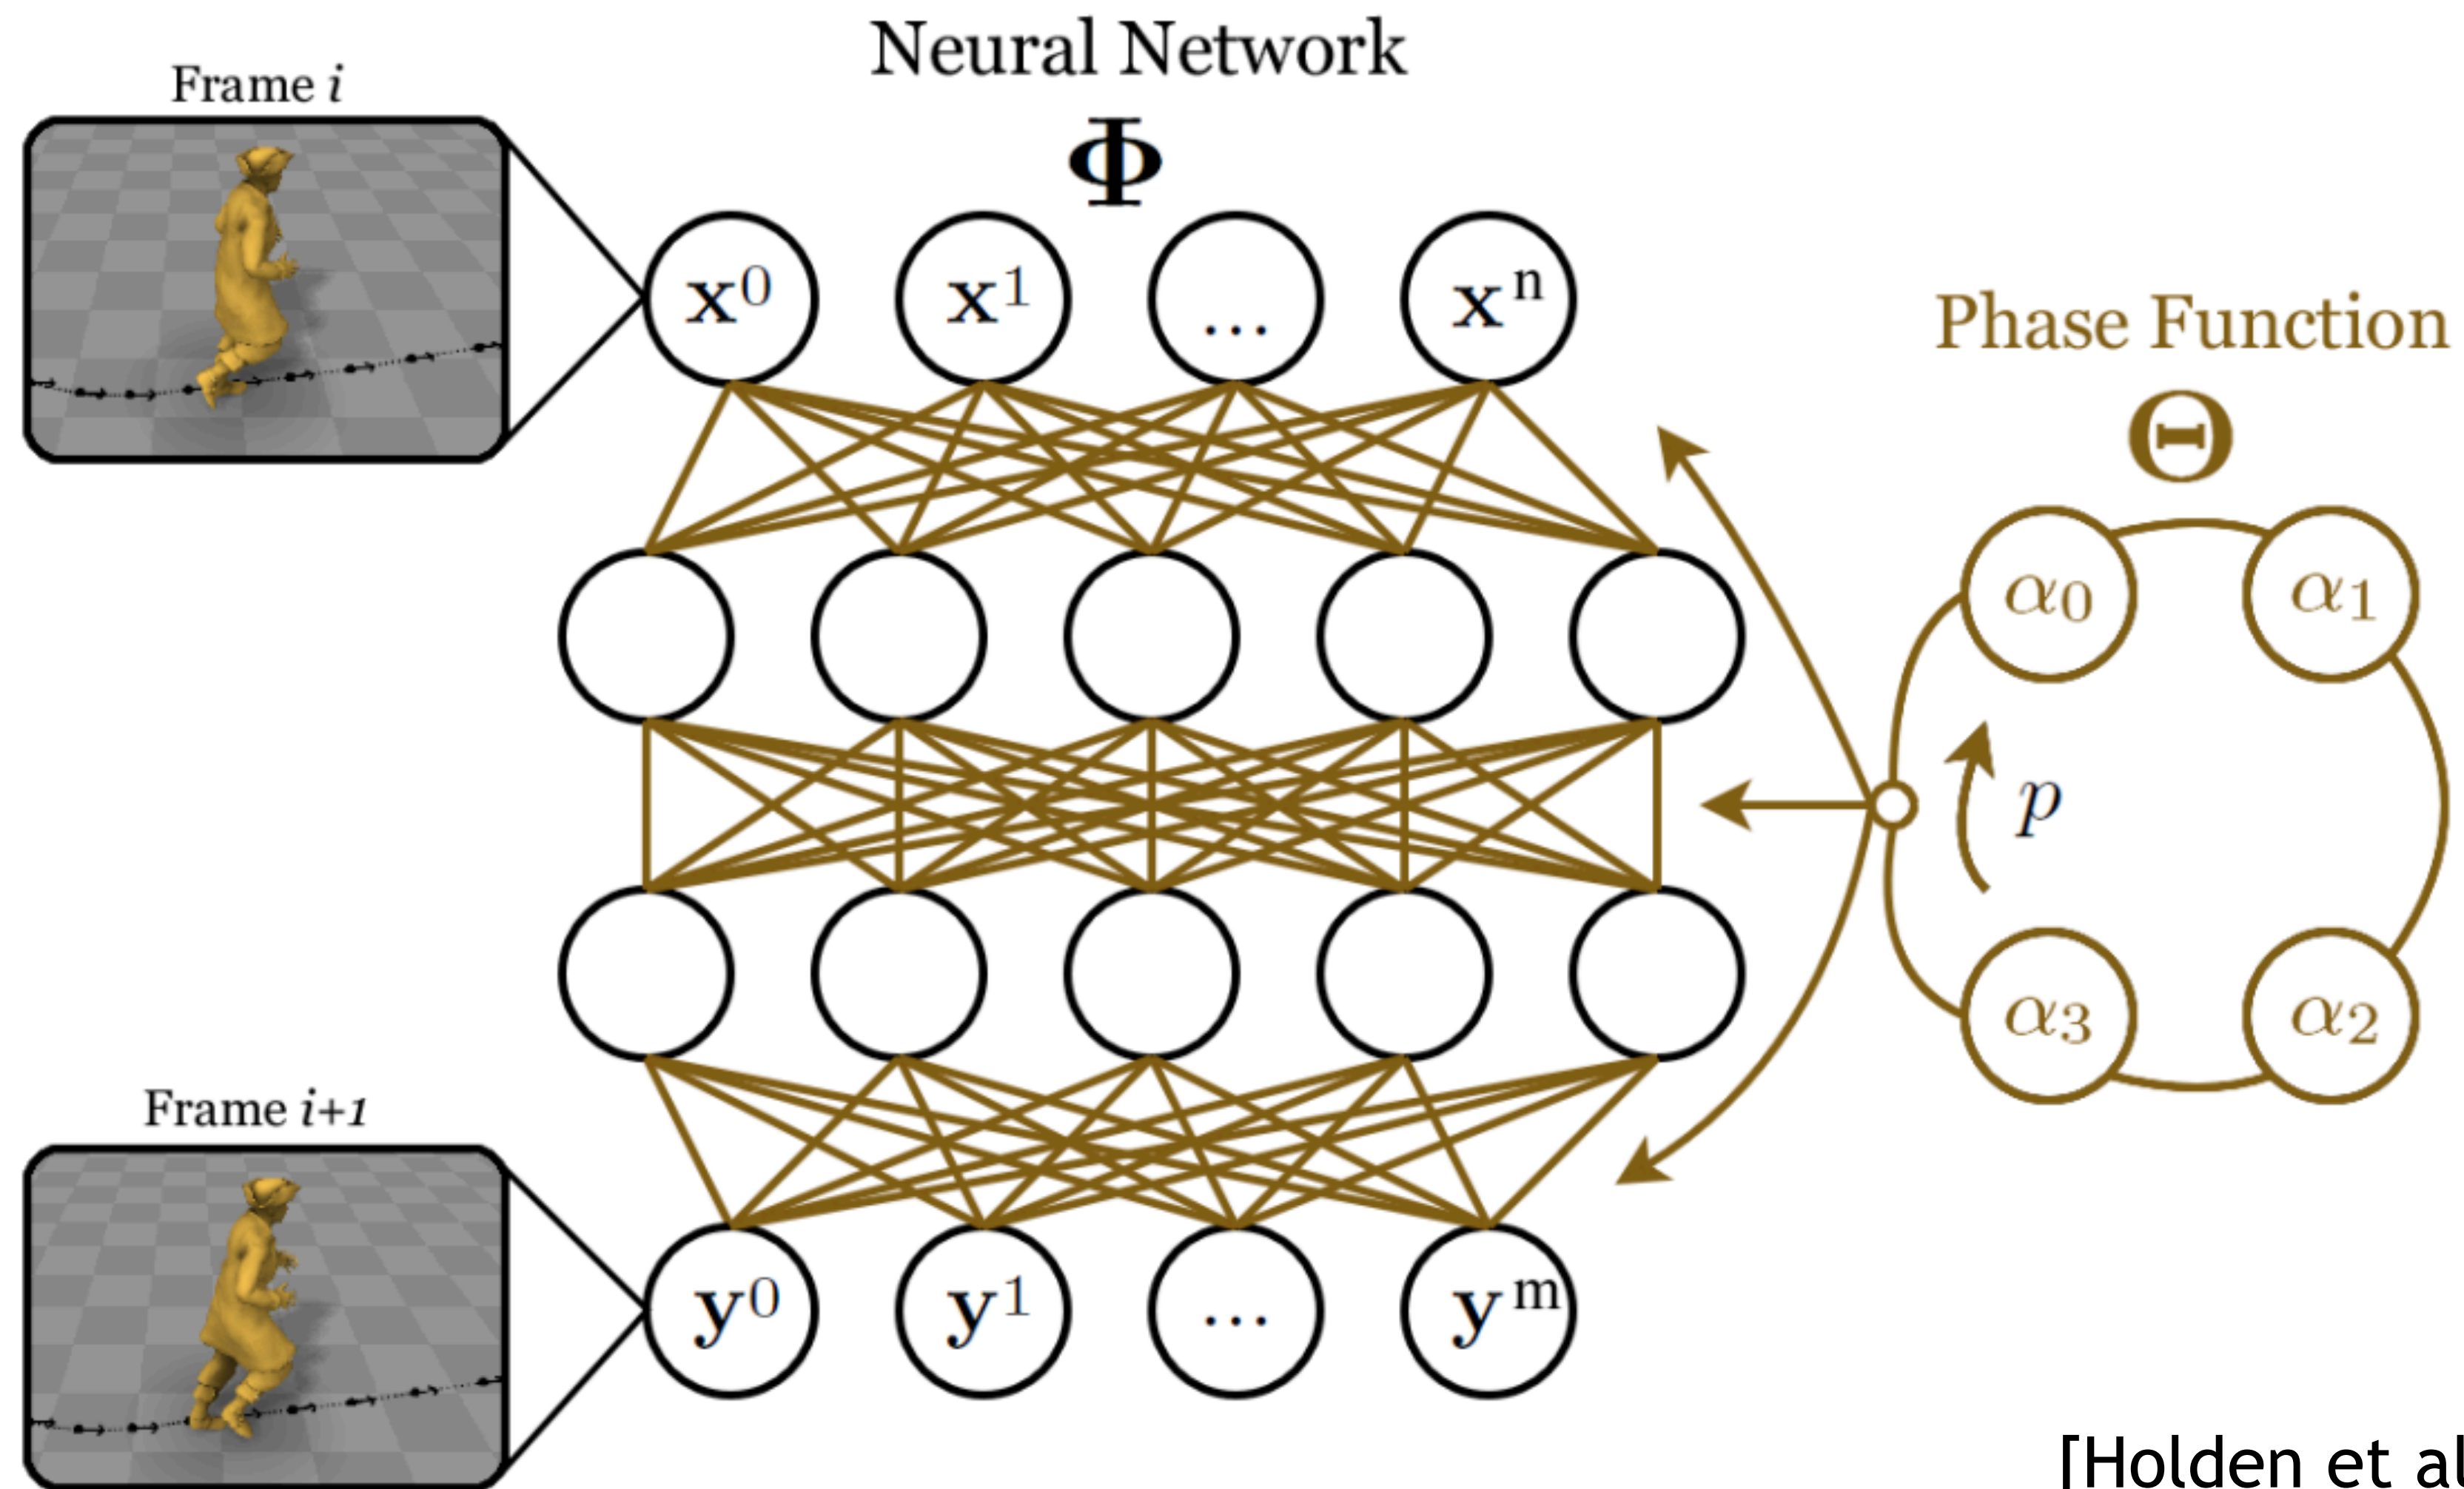 Neural Network
Φ
Frame i
x⁰ x¹ ... xⁿ
Phase Function
Θ
α₀ α₁
p
α₃ α₂
Frame i+1
y⁰ y¹ ... yᵐ
[Holden et al